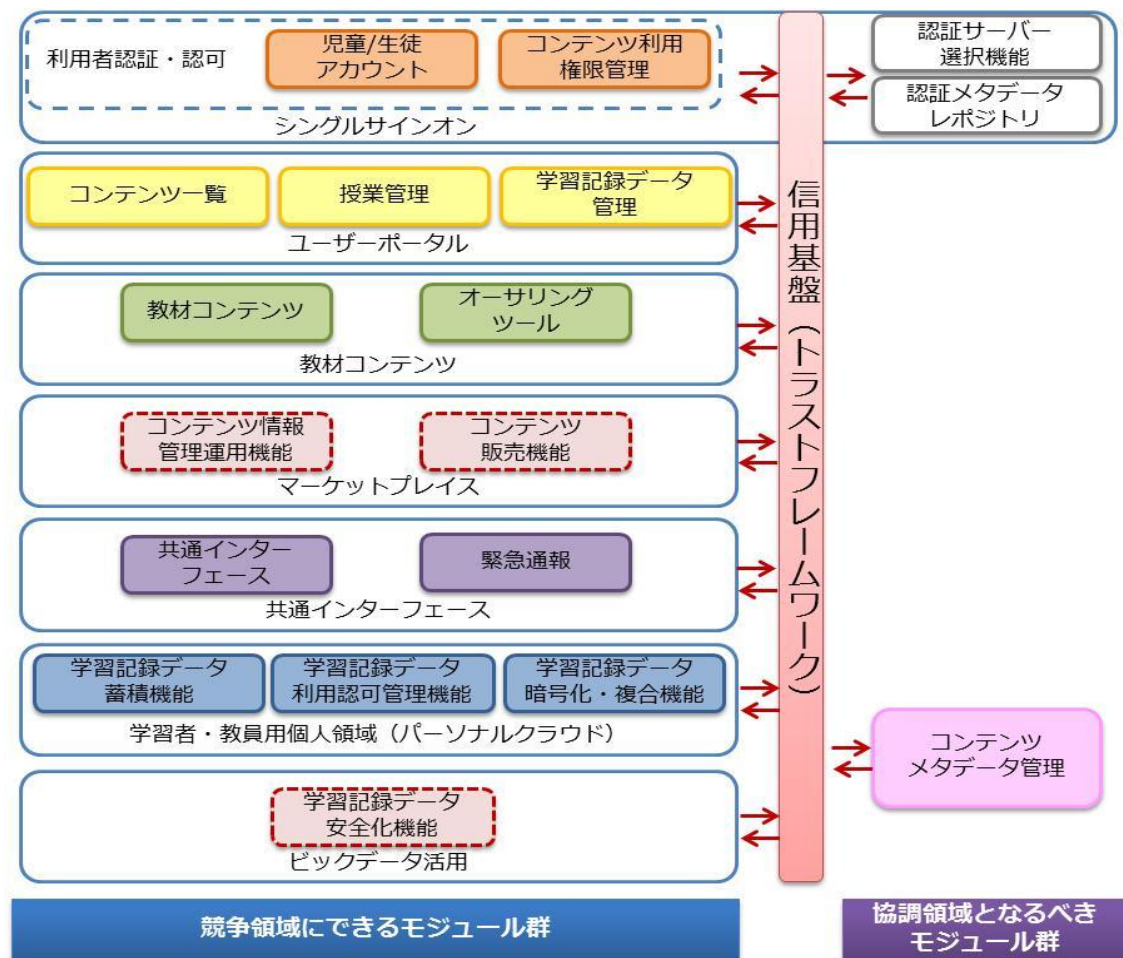 利用者認証・認可
児童/生徒
アカウント
コンテンツ利用
権限管理
シングルサインオン
認証サーバー
選択機能
認証メタデータ
レポジトリ
コンテンツ一覧
授業管理
学習記録データ
管理
ユーザーポータル
教材コンテンツ
オーサリング
ツール
教材コンテンツ
コンテンツ情報
管理運用機能
コンテンツ
販売機能
マーケットプレイス
共通インター
フェース
緊急通報
共通インターフェース
学習記録データ
蓄積機能
学習記録データ
利用認可管理機能
学習記録データ
暗号化・複合機能
学習者・教員用個人領域（パーソナルクラウド）
学習記録データ
安全化機能
ビックデータ活用
信用基盤（トラストフレームワーク）
コンテンツ
メタデータ管理
競争領域にできるモジュール群
協調領域となるべき
モジュール群